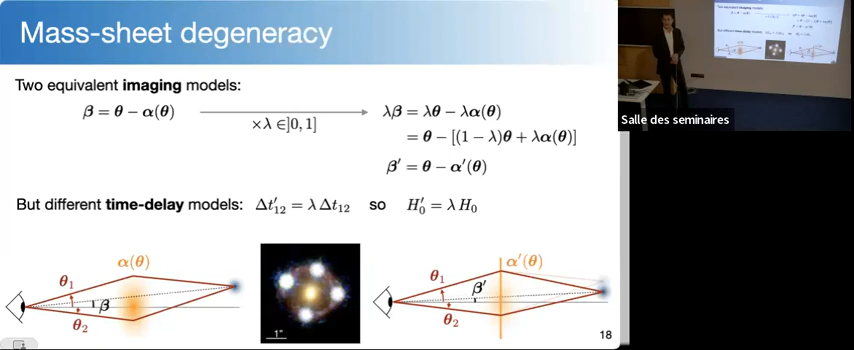 Mass-sheet degeneracy
Two equivalent imaging models:
β = θ − α(θ)
×λ ∈]0, 1]
λβ = λθ − λα(θ)
= θ − [(1 − λ)θ + λα(θ)]
β′ = θ − α′(θ)
But different time-delay models: Δt′₁₂ = λ Δt₁₂ so H′₀ = λ H₀
α(θ)
θ₁
β
θ₂
1"
α′(θ)
θ₁
β′
θ₂
18
Salle des seminaires